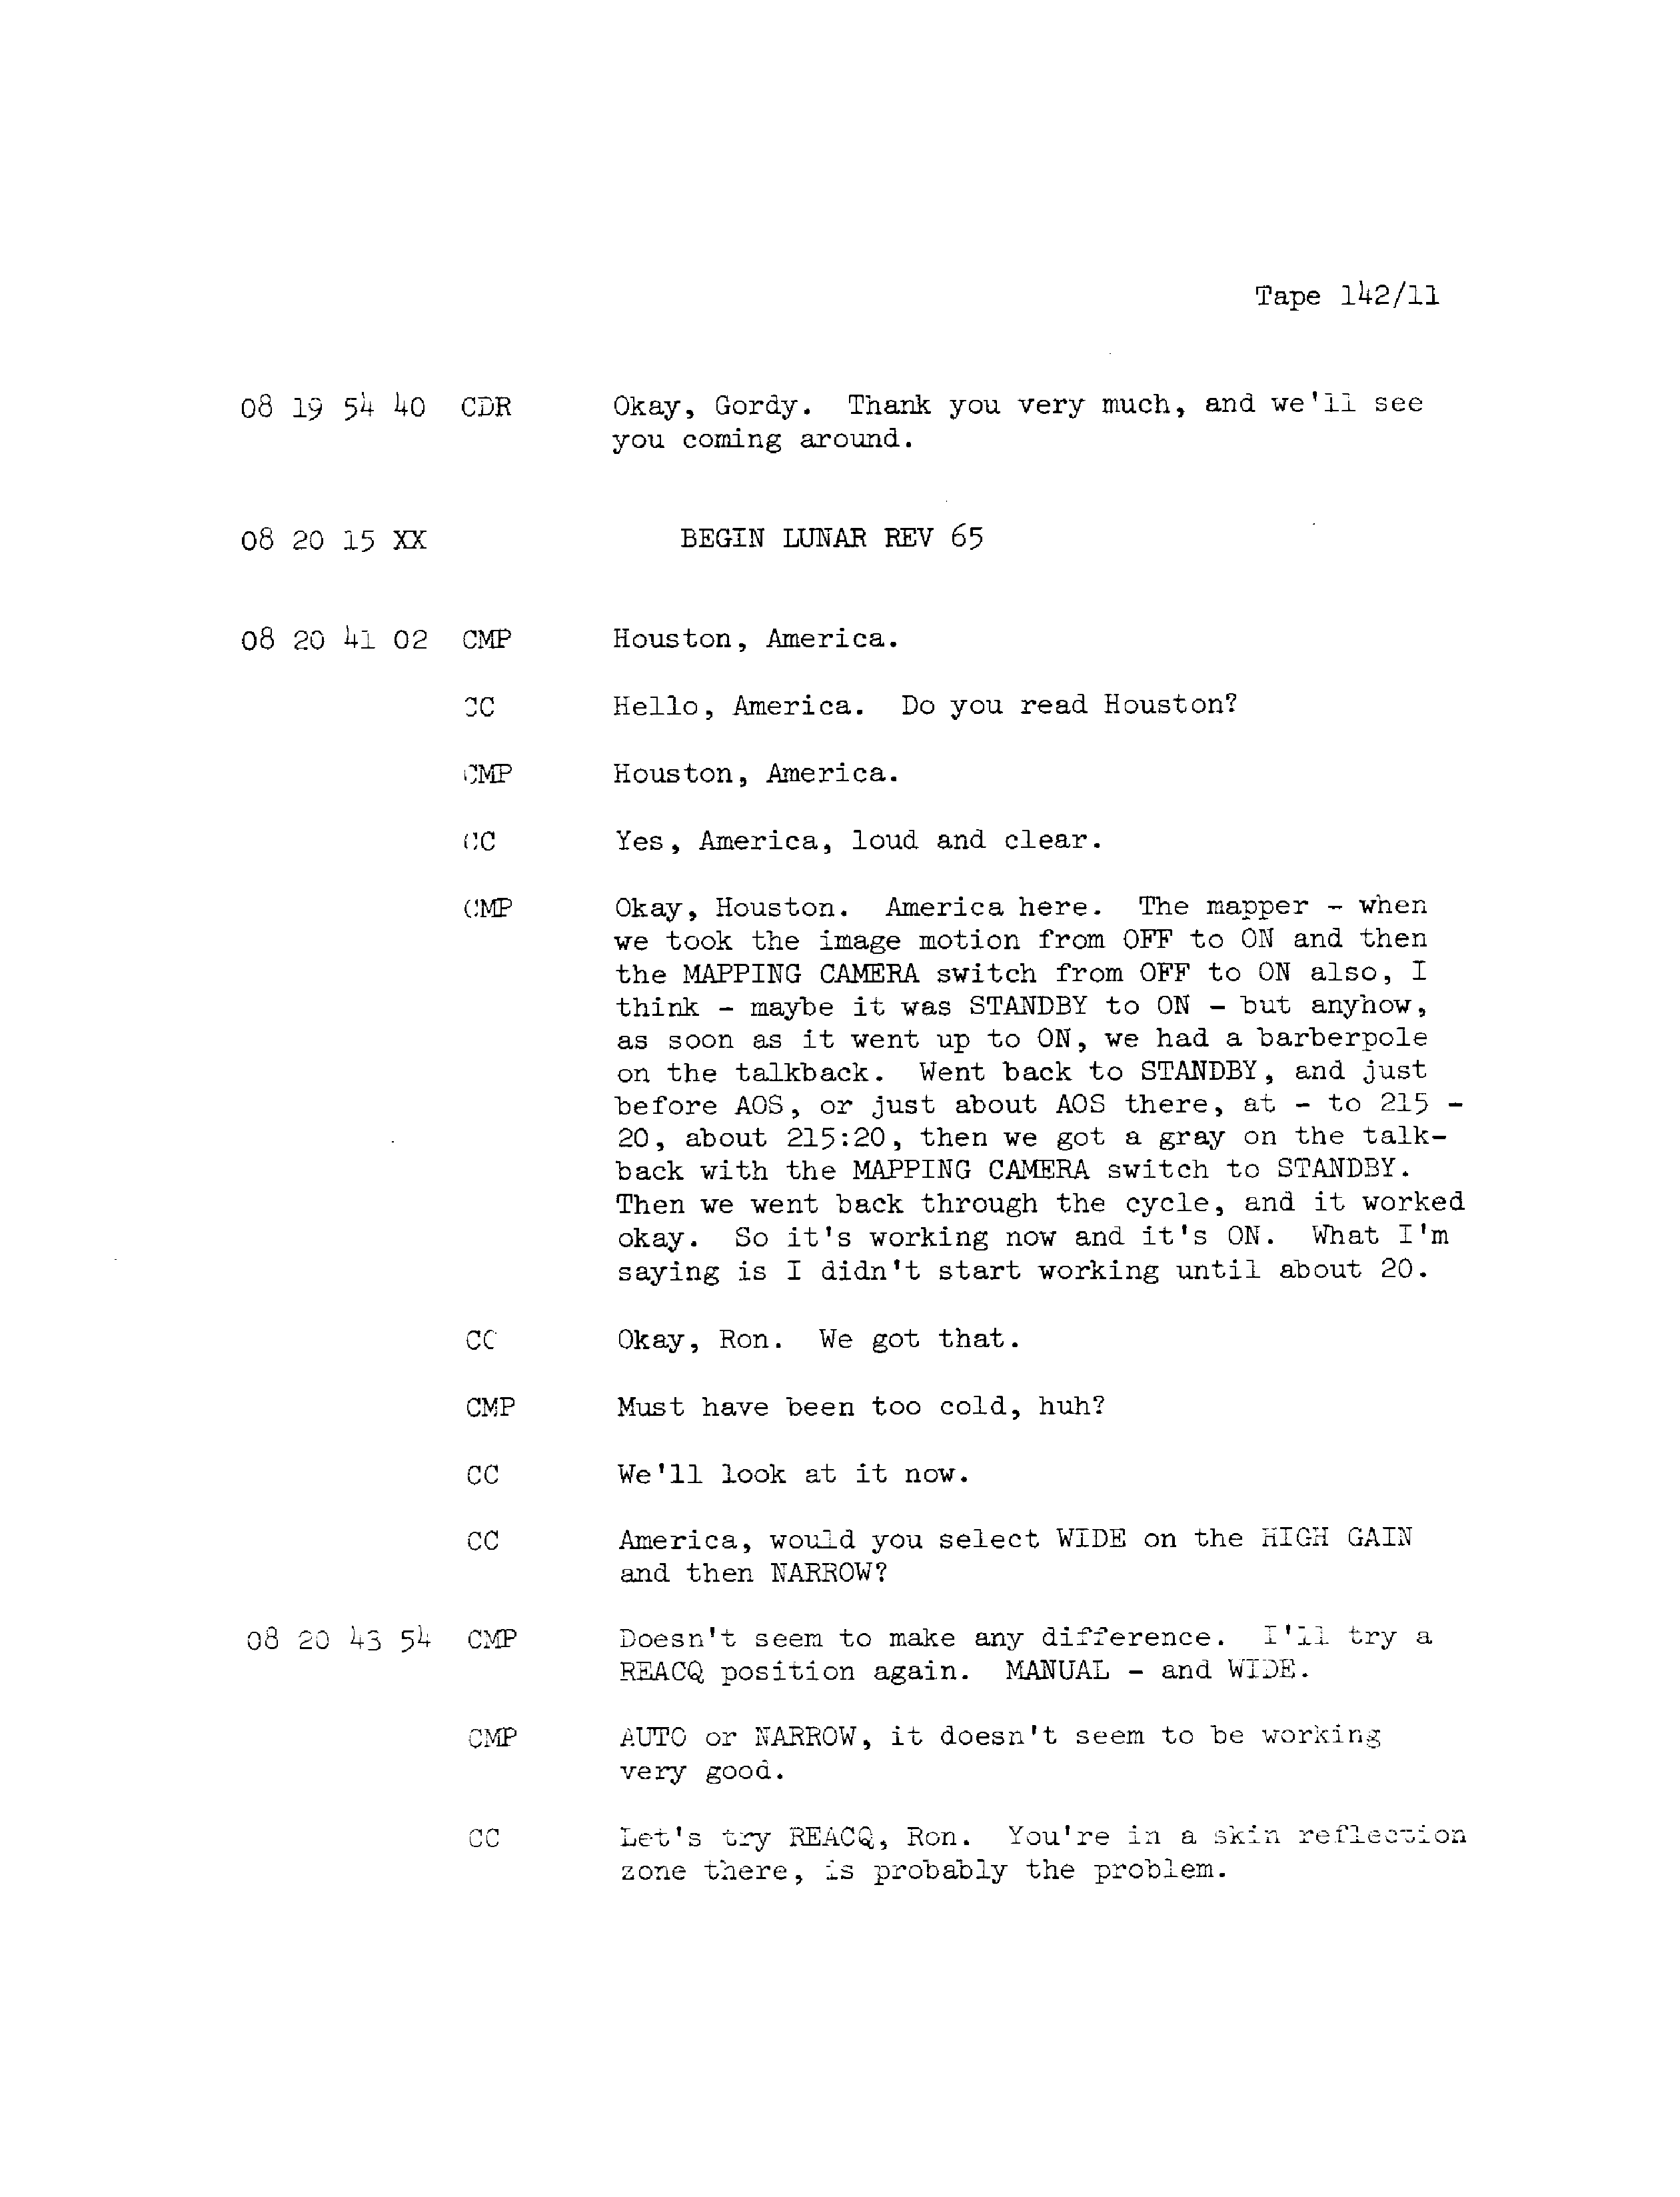 Tape 142/11
08 19 54 40 CDR Okay, Gordy. Thank you very much, and we'll see
you coming around.
08 20 15 XX BEGIN LUNAR REV 65
08 20 41 02 CMP Houston, America.
CC Hello, America. Do you read Houston?
CMP Houston, America.
CC Yes, America, loud and clear.
CMP Okay, Houston. America here. The mapper - when
we took the image motion from OFF to ON and then
the MAPPING CAMERA switch from OFF to ON also, I
think - maybe it was STANDBY to ON - but anyhow,
as soon as it went up to ON, we had a barberpole
on the talkback. Went back to STANDBY, and just
before AOS, or just about AOS there, at - to 215 -
20, about 215:20, then we got a gray on the talk-
back with the MAPPING CAMERA switch to STANDBY.
Then we went back through the cycle, and it worked
okay. So it's working now and it's ON. What I'm
saying is I didn't start working until about 20.
CC Okay, Ron. We got that.
CMP Must have been too cold, huh?
CC We'll look at it now.
CC America, would you select WIDE on the HIGH GAIN
and then NARROW?
08 20 43 54 CMP Doesn't seem to make any difference. I'll try a
REACQ position again. MANUAL - and WIDE.
CMP AUTO or NARROW, it doesn't seem to be working
very good.
CC Let's try REACQ, Ron. You're in a skin reflection
zone there, is probably the problem.